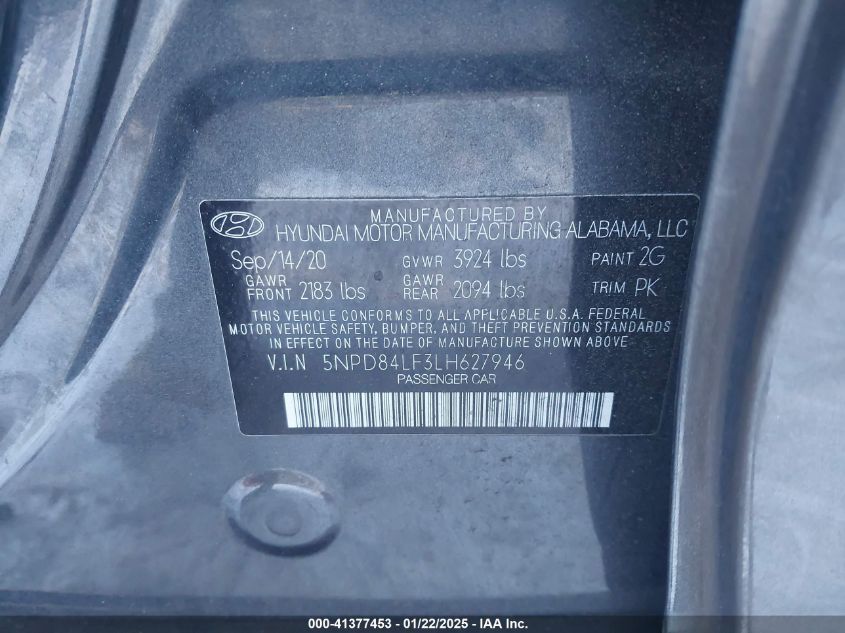 MANUFACTURED BY
HYUNDAI MOTOR MANUFACTURING ALABAMA, LLC
Sep/14/20 GVWR 3924 lbs PAINT 2G
GAWR FRONT 2183 lbs GAWR REAR 2094 lbs TRIM PK
THIS VEHICLE CONFORMS TO ALL APPLICABLE U.S.A. FEDERAL
MOTOR VEHICLE SAFETY, BUMPER, AND THEFT PREVENTION STANDARDS
IN EFFECT ON THE DATE OF MANUFACTURE SHOWN ABOVE.
V.I.N 5NPD84LF3LH627946
PASSENGER CAR
000-41377453 - 01/22/2025 - IAA Inc.